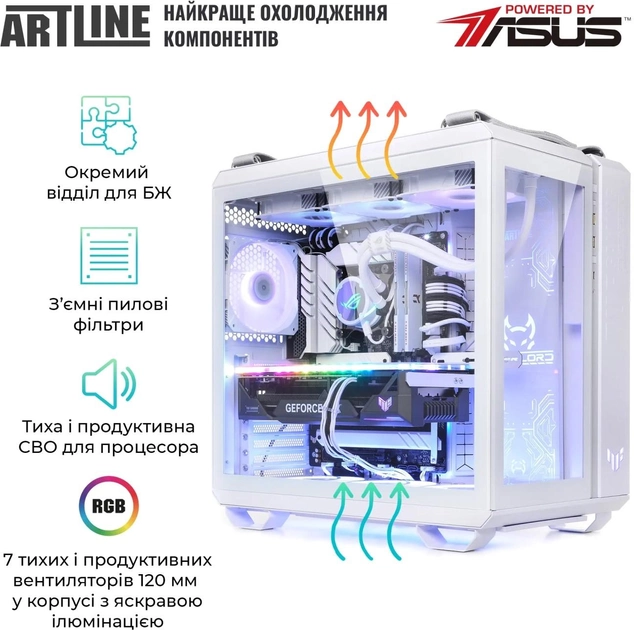 ARTLINE
НАЙКРАЩЕ ОХОЛОДЖЕННЯ
КОМПОНЕНТІВ
POWERED BY
ASUS
Окремий
відділ для БЖ
З’ємні пилові
фільтри
Тиха і продуктивна
СВО для процесора
RGB
7 тихих і продуктивних
вентиляторів 120 мм
у корпусі з яскравою
ілюмінацією
LORD
GEFORCE